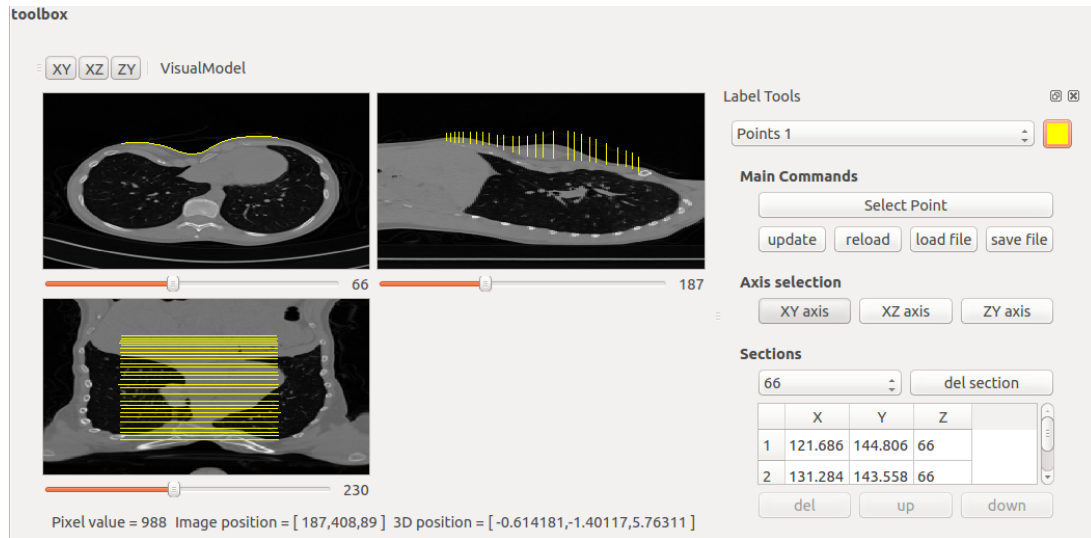 toolbox
XY XZ ZY VisualModel
Label Tools
Points 1
Main Commands
Select Point
update reload load file save file
66 187
Axis selection
XY axis XZ axis ZY axis
Sections
66 del section
X Y Z
1 121.686 144.806 66
2 131.284 143.558 66
230
del up down
Pixel value = 988 Image position = [ 187,408,89 ] 3D position = [ -0.614181,-1.40117,5.76311 ]